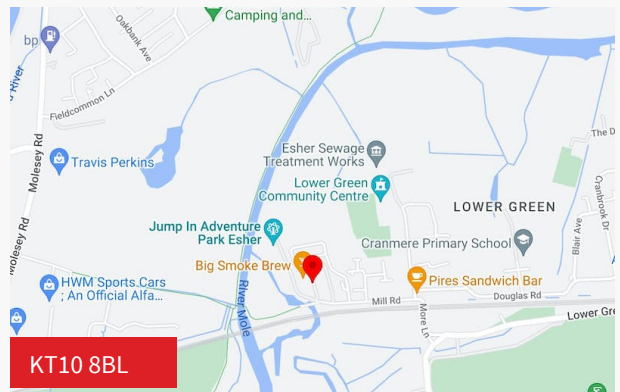 Camping and...
bp
Oakbank Ave
River
Fieldcommon Ln
Molesey Rd
Travis Perkins
Esher Sewage
Treatment Works
The D
Lower Green
Community Centre
LOWER GREEN
Cranbrook Dr
Molesey Rd
Jump In Adventure
Park Esher
Cranmere Primary School
Blair Ave
Big Smoke Brew
HWM Sports Cars
; An Official Alfa...
Pires Sandwich Bar
River Mole
Mill Rd
Douglas Rd
More Ln
Lower Gre
KT10 8BL